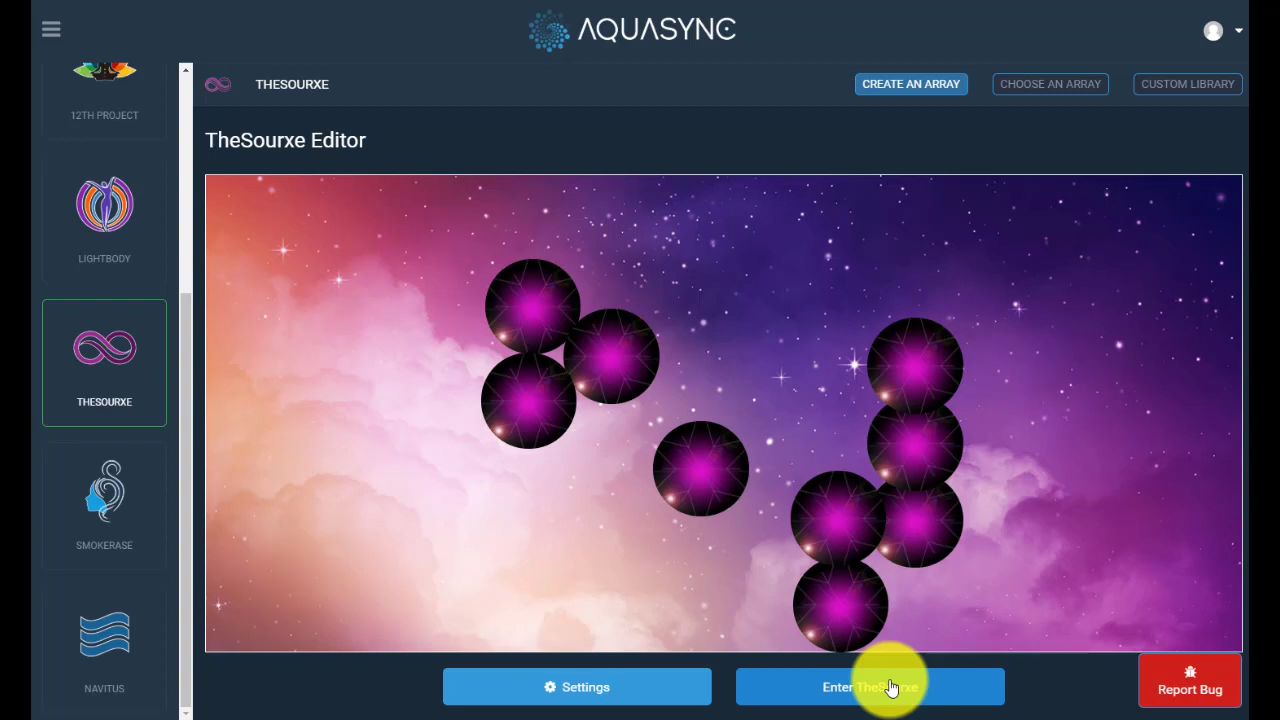 AQUASYNC
12TH PROJECT
LIGHTBODY
THESOURXE
SMOKERASE
NAVITUS
THESOURXE
CREATE AN ARRAY
CHOOSE AN ARRAY
CUSTOM LIBRARY
TheSourxe Editor
Settings
Enter TheSourxe
Report Bug